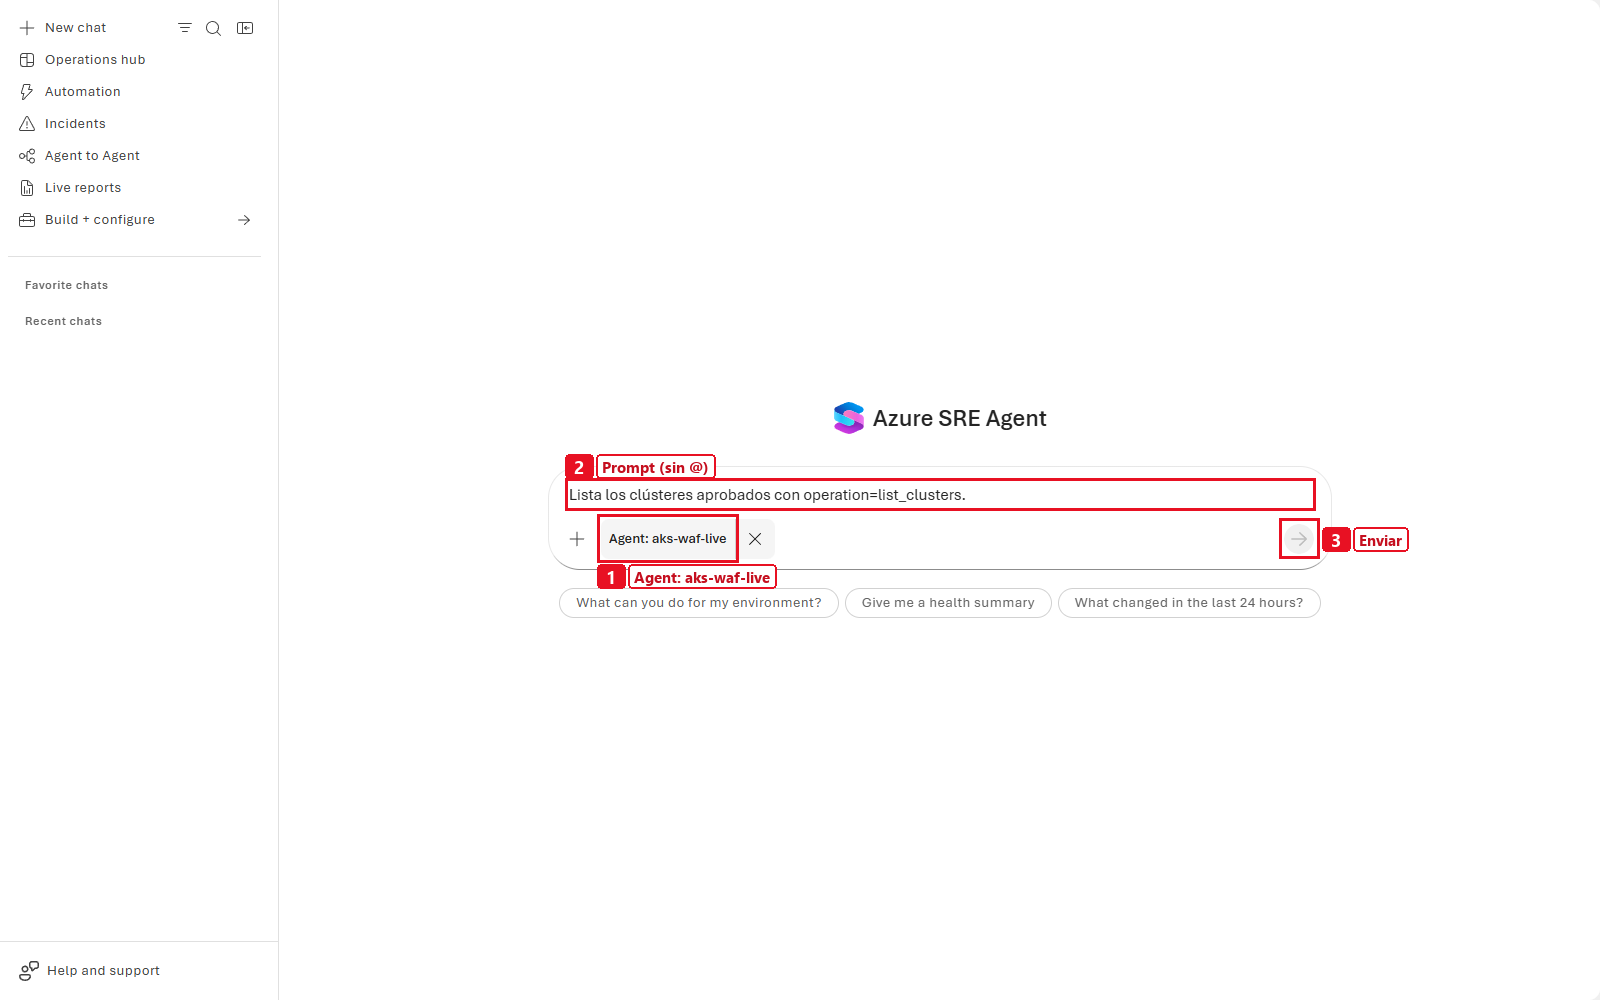 New chat
Operations hub
Automation
Incidents
Agent to Agent
Live reports
Build + configure
Favorite chats
Recent chats
Azure SRE Agent
2 Prompt (sin @)
Lista los clústeres aprobados con operation=list_clusters.
Agent: aks-waf-live
3 Enviar
1 Agent: aks-waf-live
What can you do for my environment?
Give me a health summary
What changed in the last 24 hours?
Help and support